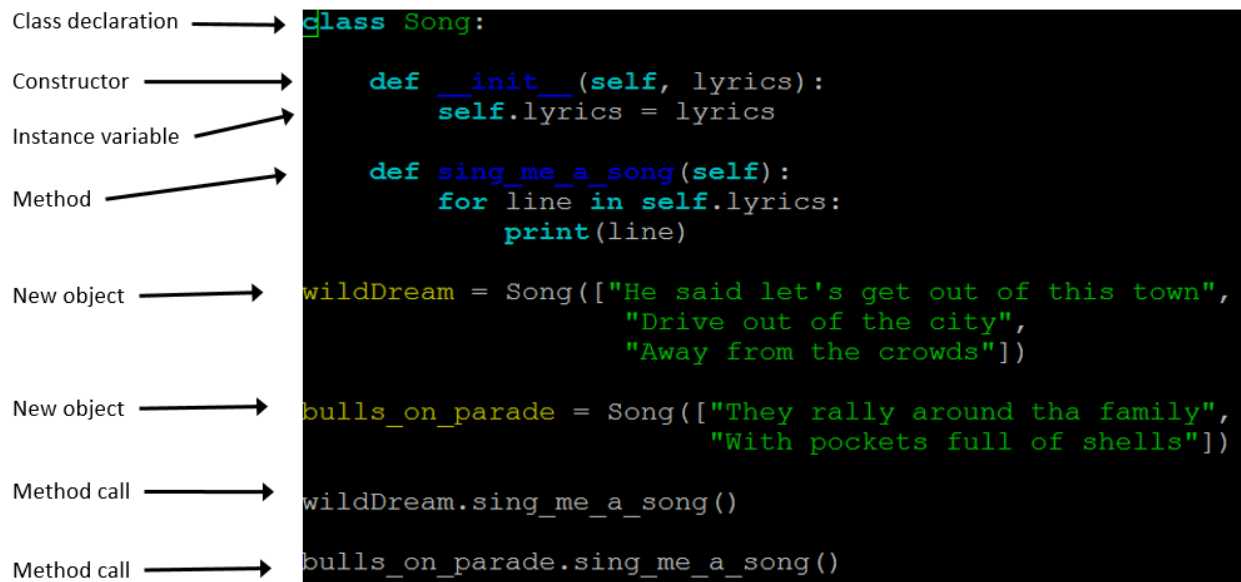 Class declaration
class Song:
Constructor
def __init__(self, lyrics):
Instance variable
self.lyrics = lyrics
Method
def sing_me_a_song(self):
for line in self.lyrics:
print(line)
New object
wildDream = Song(["He said let's get out of this town",
"Drive out of the city",
"Away from the crowds"])
New object
bulls_on_parade = Song(["They rally around tha family",
"With pockets full of shells"])
Method call
wildDream.sing_me_a_song()
Method call
bulls_on_parade.sing_me_a_song()